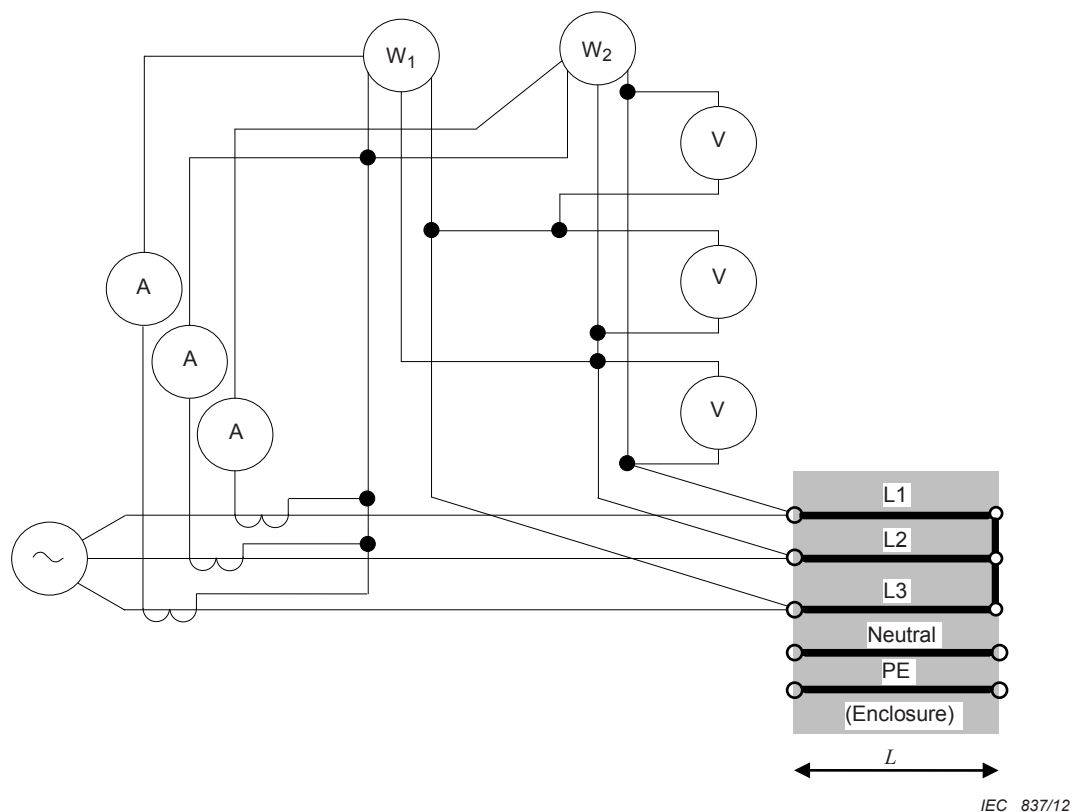 W1 W2
V
V
A
A
V
A
L1
L2
L3
Neutral
PE
(Enclosure)
L
IEC 837/12